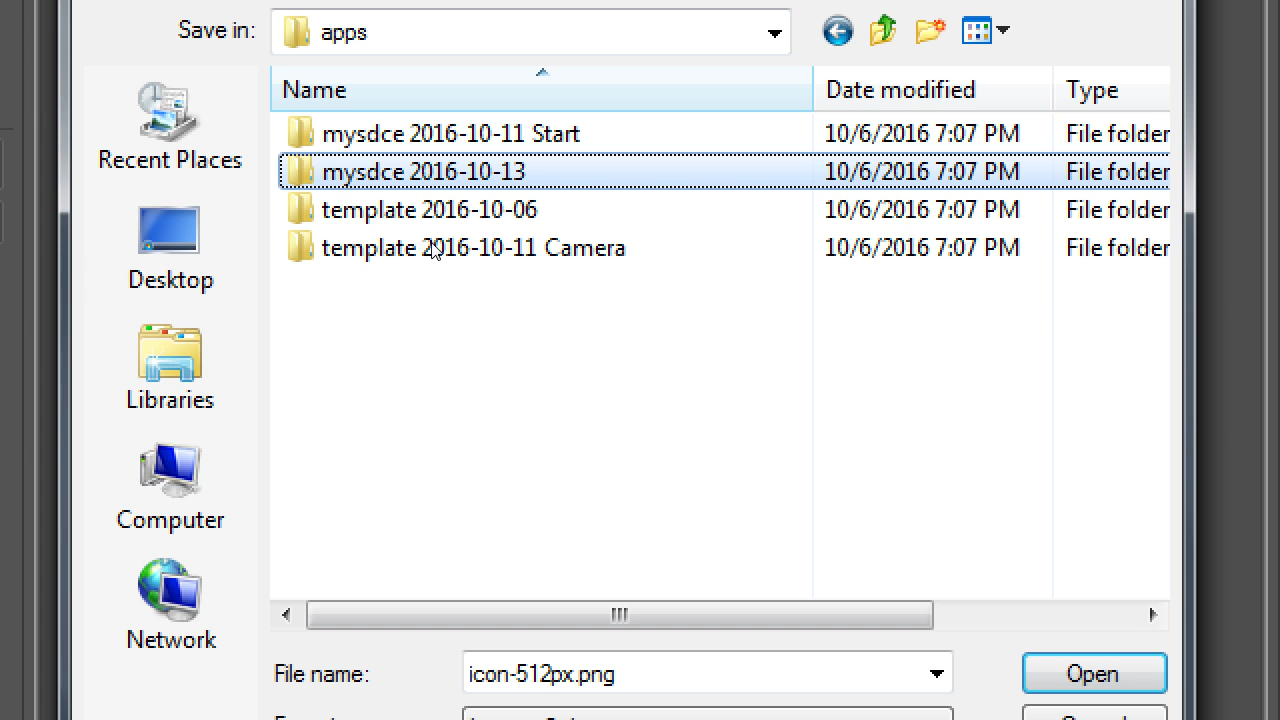 Save in: apps
Name Date modified Type
mysdce 2016-10-11 Start 10/6/2016 7:07 PM File folder
mysdce 2016-10-13 10/6/2016 7:07 PM File folder
template 2016-10-06 10/6/2016 7:07 PM File folder
template 2016-10-11 Camera 10/6/2016 7:07 PM File folder
Recent Places
Desktop
Libraries
Computer
Network
File name: icon-512px.png Open